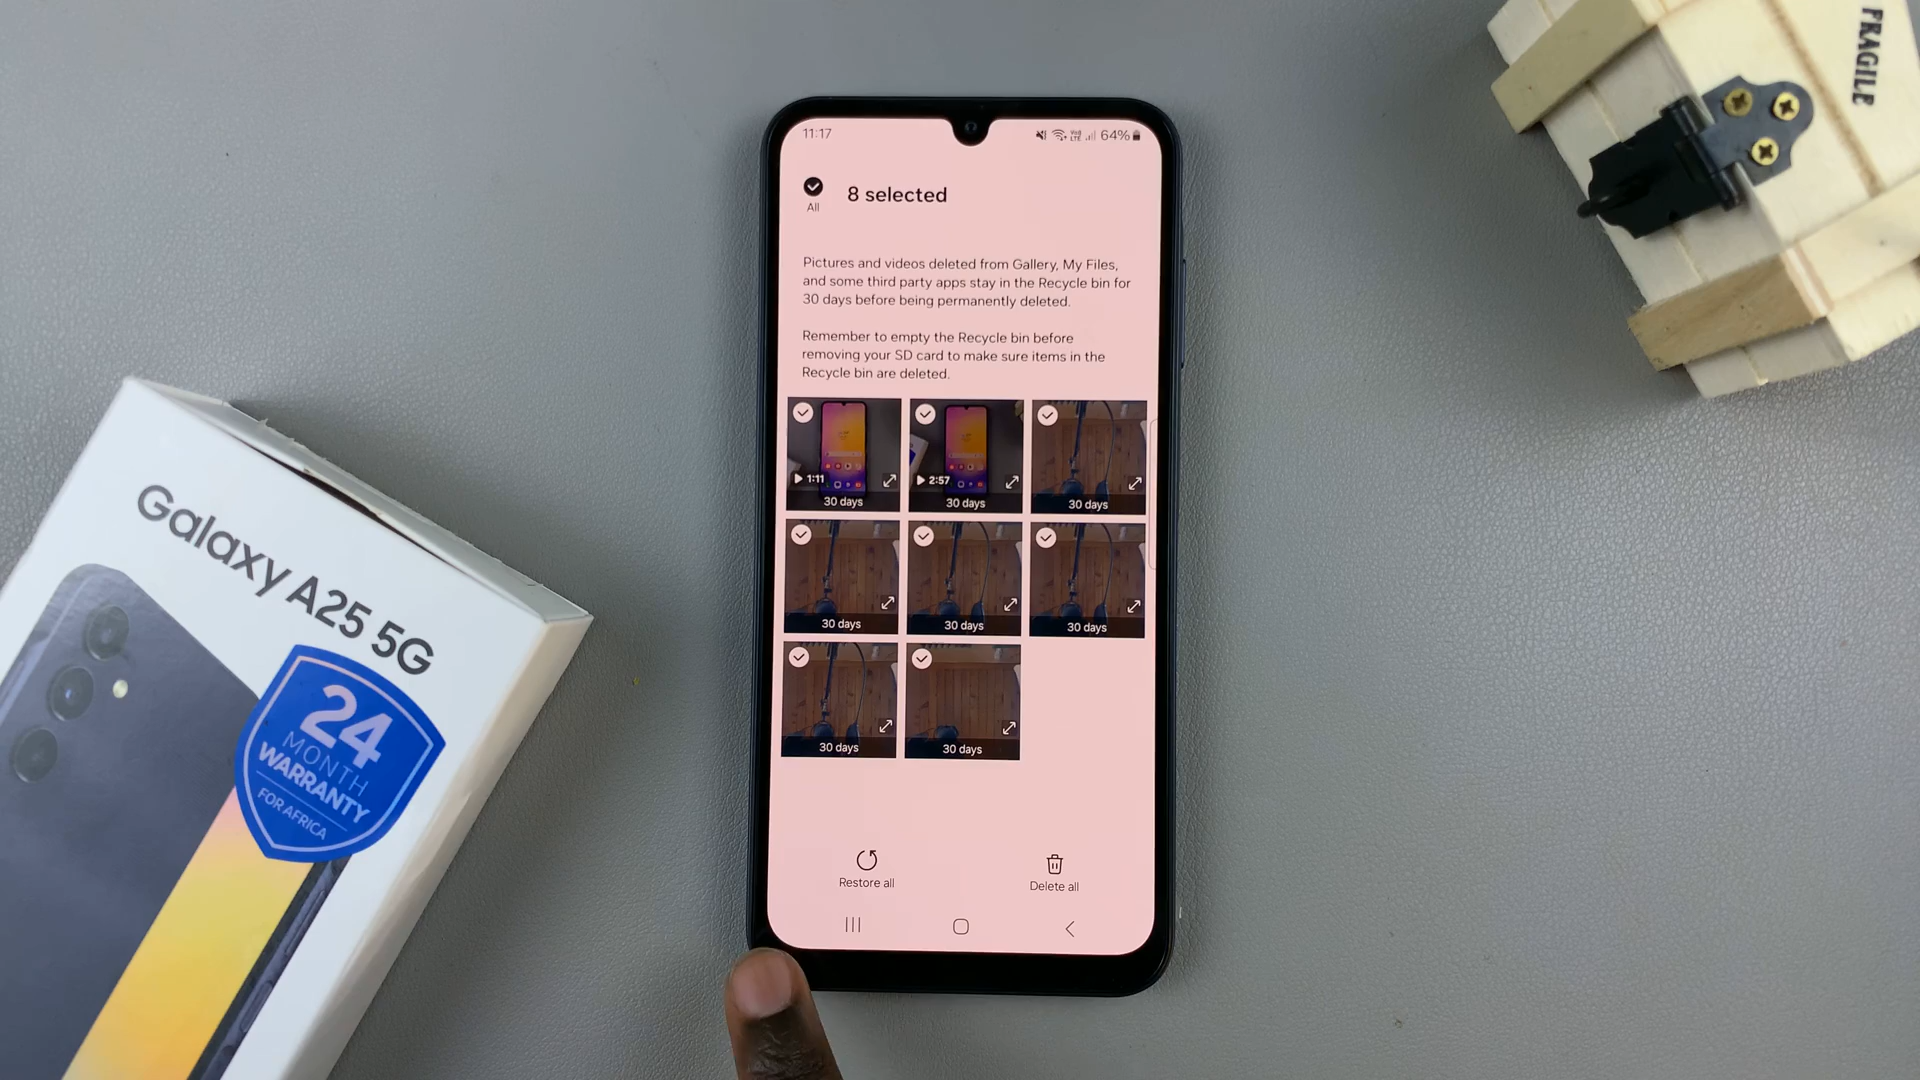 11:17
VoJ LTE 64%
All
8 selected
Pictures and videos deleted from Gallery, My Files,
and some third party apps stay in the Recycle bin for
30 days before being permanently deleted.
Remember to empty the Recycle bin before
removing your SD card to make sure items in the
Recycle bin are deleted.
1:11
2:57
30 days
30 days
30 days
30 days
30 days
30 days
30 days
30 days
Restore all
Delete all
Galaxy A25 5G
24
MONTH
WARRANTY
FOR AFRICA
FRAGILE